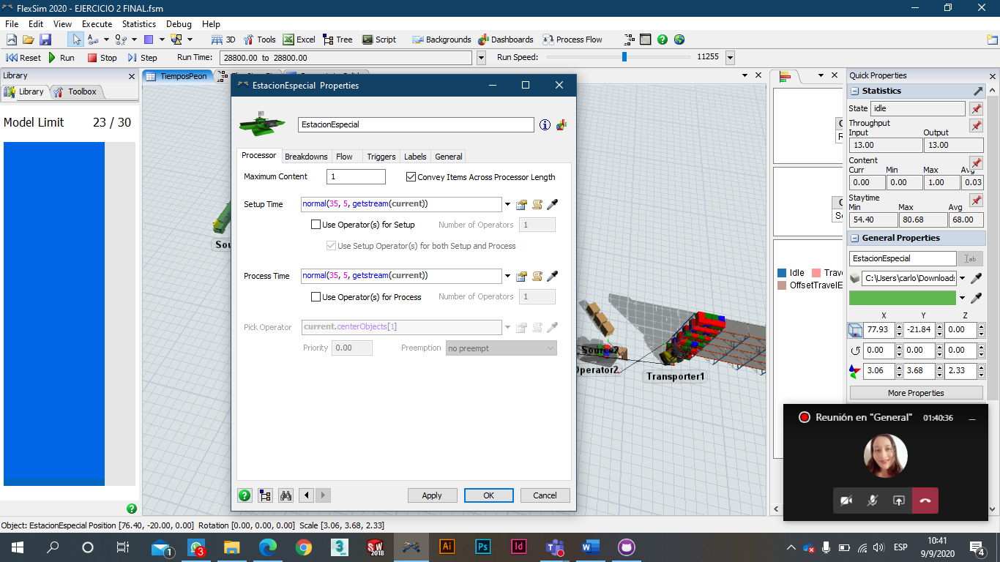 FlexSim 2020 - EJERCICIO 2 FINAL.fsm
File Edit View Execute Statistics Debug Help
3D Tools Excel Tree Script Backgrounds Dashboards Process Flow
Reset Run Stop Step Run Time: 28800.00 to 28800.00 Run Speed: 11255
Library
Library Toolbox
Model Limit 23 / 30
TiemposPeon
EstacionEspecial Properties
EstacionEspecial
Processor Breakdowns Flow Triggers Labels General
Maximum Content 1 Convey Items Across Processor Length
Setup Time normal(35, 5, getstream(current))
Use Operator(s) for Setup Number of Operators 1
Use Setup Operator(s) for both Setup and Process
Process Time normal(35, 5, getstream(current))
Use Operator(s) for Process Number of Operators 1
Pick Operator current.centerObjects[1]
Priority 0.00 Preemption no preempt
Apply OK Cancel
Source2
Operator2
Transporter1
Idle
Quick Properties
Statistics
State idle
Throughput
Input Output
13.00 13.00
Content
Curr Min Max Avg
0.00 0.00 1.00 0.03
Staytime
Min Max Avg
54.40 80.68 68.00
General Properties
EstacionEspecial
C:\Users\carlo\Downloads
X Y Z
77.93 -21.84 0.00
0.00 0.00 0.00
3.06 3.68 2.33
More Properties
Reunión en "General" 01:40:36
Object: EstacionEspecial Position [76.40, -20.00, 0.00] Rotation [0.00, 0.00, 0.00] Scale [3.06, 3.68, 2.33]
1 3 3 SW 2018 Ai Ps Id ESP 10:41
9/9/2020 4